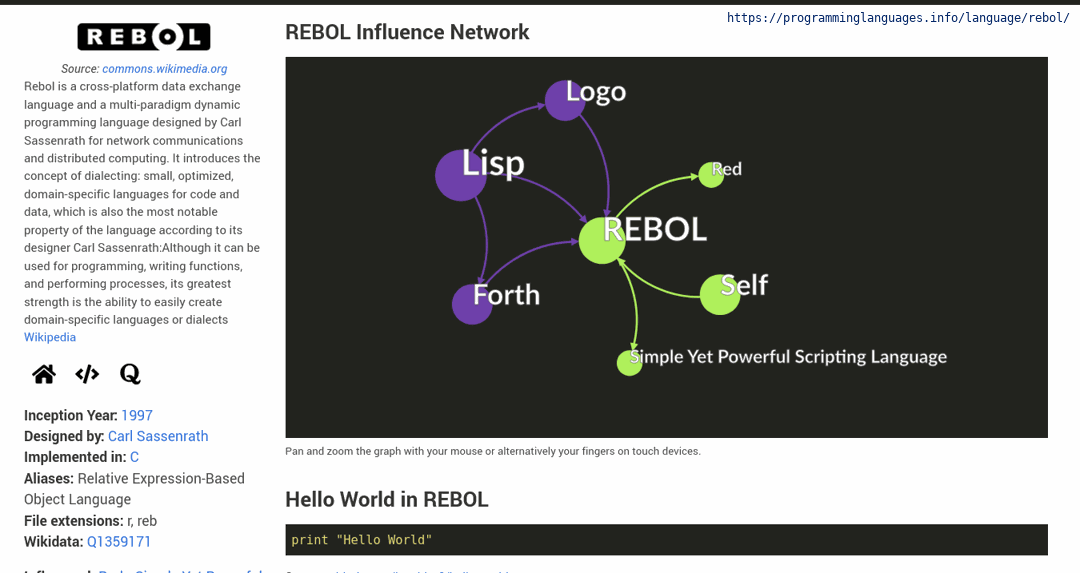 https://programminglanguages.info/language/rebol/
REBOL
Source: commons.wikimedia.org
Rebol is a cross-platform data exchange
language and a multi-paradigm dynamic
programming language designed by Carl
Sassenrath for network communications
and distributed computing. It introduces the
concept of dialecting: small, optimized,
domain-specific languages for code and
data, which is also the most notable
property of the language according to its
designer Carl Sassenrath:Although it can be
used for programming, writing functions,
and performing processes, its greatest
strength is the ability to easily create
domain-specific languages or dialects
Wikipedia
Q
Inception Year: 1997
Designed by: Carl Sassenrath
Implemented in: C
Aliases: Relative Expression-Based
Object Language
File extensions: r, reb
Wikidata: Q1359171
REBOL Influence Network
Logo
Lisp
Red
REBOL
Self
Forth
Simple Yet Powerful Scripting Language
Pan and zoom the graph with your mouse or alternatively your fingers on touch devices.
Hello World in REBOL
print "Hello World"